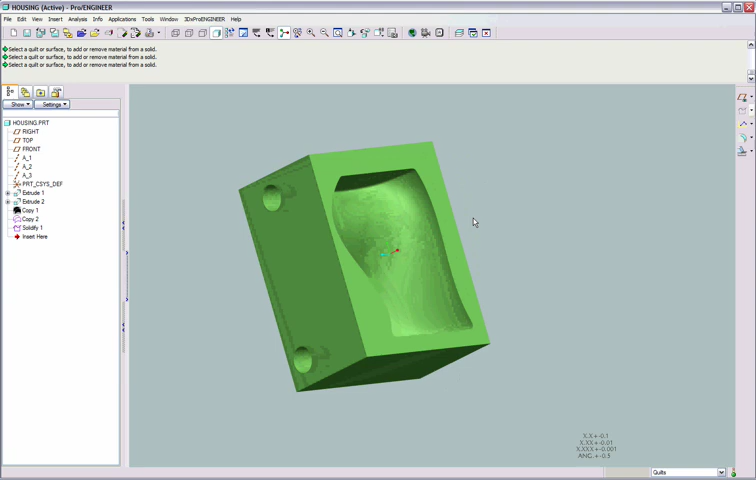 HOUSING (Active) - Pro/ENGINEER
File Edit View Insert Analysis Info Applications Tools Window 3DxProENGINEER Help
Select a quilt or surface, to add or remove material from a solid.
Select a quilt or surface, to add or remove material from a solid.
Select a quilt or surface, to add or remove material from a solid.
Show Settings
HOUSING.PRT
RIGHT
TOP
FRONT
A_1
A_2
A_3
PRT_CSYS_DEF
Extrude 1
Extrude 2
Copy 1
Copy 2
Solidify 1
Insert Here
X.X+-0.1
X.XX+-0.01
X.XXX+-0.001
ANG.+-0.5
Quilts